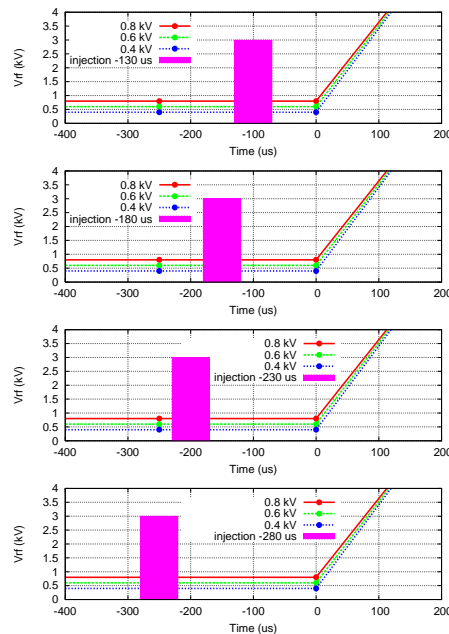 Vrf (kV)
4
3.5
3
2.5
2
1.5
1
0.5
0
0.8 kV
0.6 kV
0.4 kV
injection -130 us
-400 -300 -200 -100 0 100 200
Time (us)
Vrf (kV)
4
3.5
3
2.5
2
1.5
1
0.5
0
0.8 kV
0.6 kV
0.4 kV
injection -180 us
-400 -300 -200 -100 0 100 200
Time (us)
Vrf (kV)
4
3.5
3
2.5
2
1.5
1
0.5
0
0.8 kV
0.6 kV
0.4 kV
injection -230 us
-400 -300 -200 -100 0 100 200
Time (us)
Vrf (kV)
4
3.5
3
2.5
2
1.5
1
0.5
0
0.8 kV
0.6 kV
0.4 kV
injection -280 us
-400 -300 -200 -100 0 100 200
Time (us)